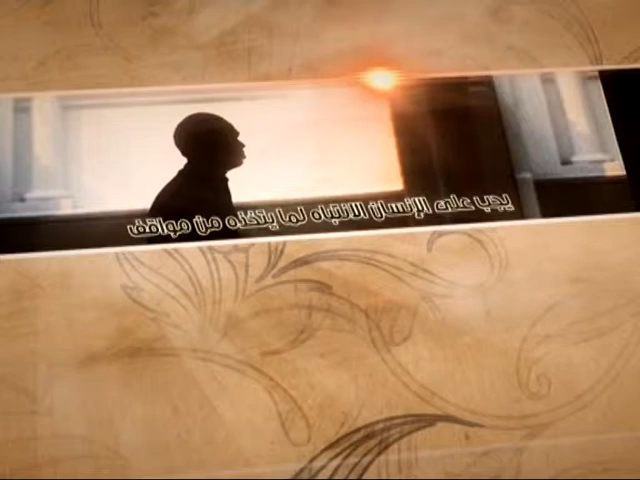 يجب على الإنسان الانتباه لما يتخذه من مواقف